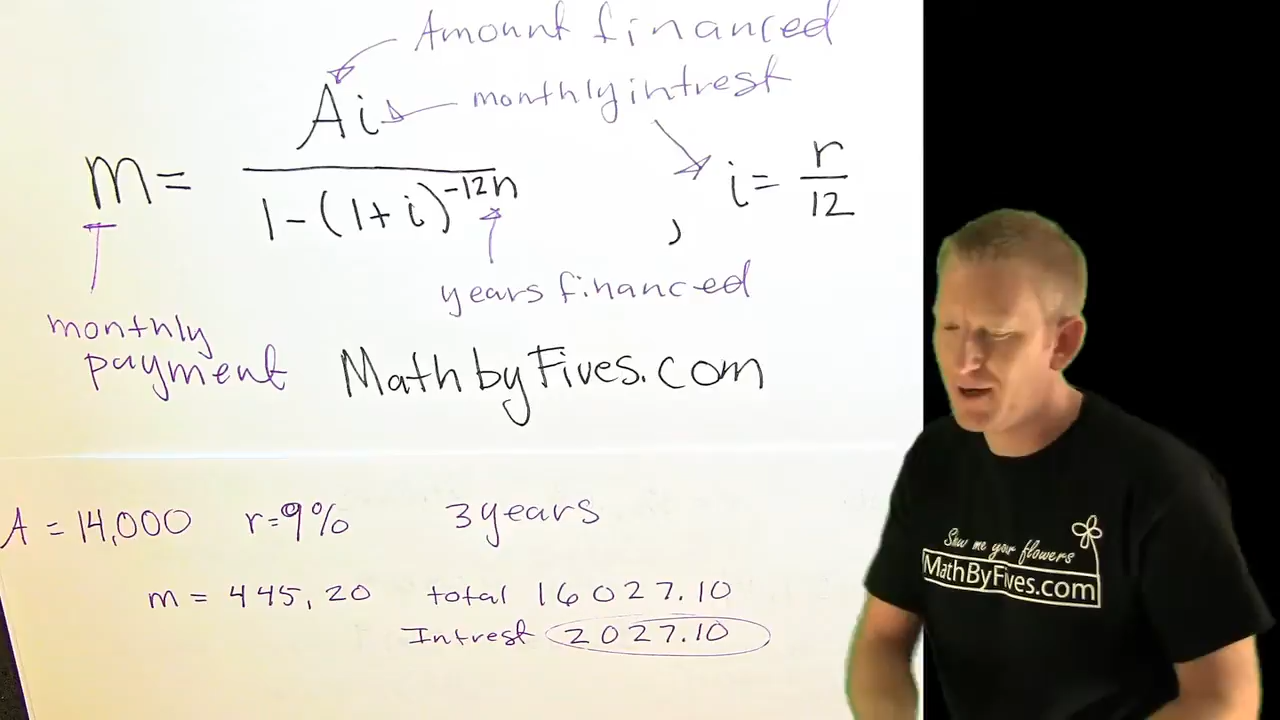 Amount financed
Ai
monthly intrest
m=
1-(1+i)^-12n
, i= r/12
years financed
monthly
payment
MathbyFives.com
A = 14,000 r=9% 3 years
m = 445,20 total 16027.10
Intrest 2027.10
Show me your flowers
MathByFives.com